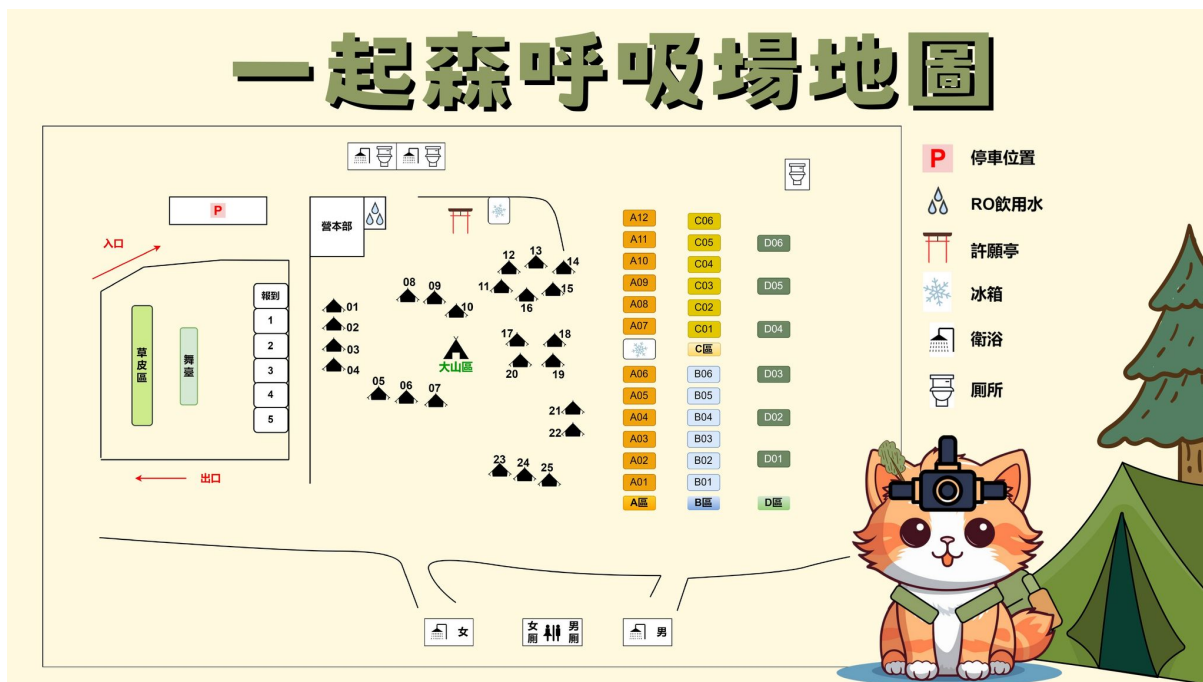 一起森呼吸場地圖
P
停車位置
RO飲用水
許願亭
冰箱
衛浴
廁所
P
入口
營本部
報到
1
2
3
4
5
草皮區
舞臺
出口
01
02
03
04
05
06
07
08
09
10
11
12
13
14
15
16
17
18
19
20
21
22
23
24
25
大山區
A12
A11
A10
A09
A08
A07
A06
A05
A04
A03
A02
A01
A區
C06
C05
C04
C03
C02
C01
C區
B06
B05
B04
B03
B02
B01
B區
D06
D05
D04
D03
D02
D01
D區
女
女廁
男廁
男